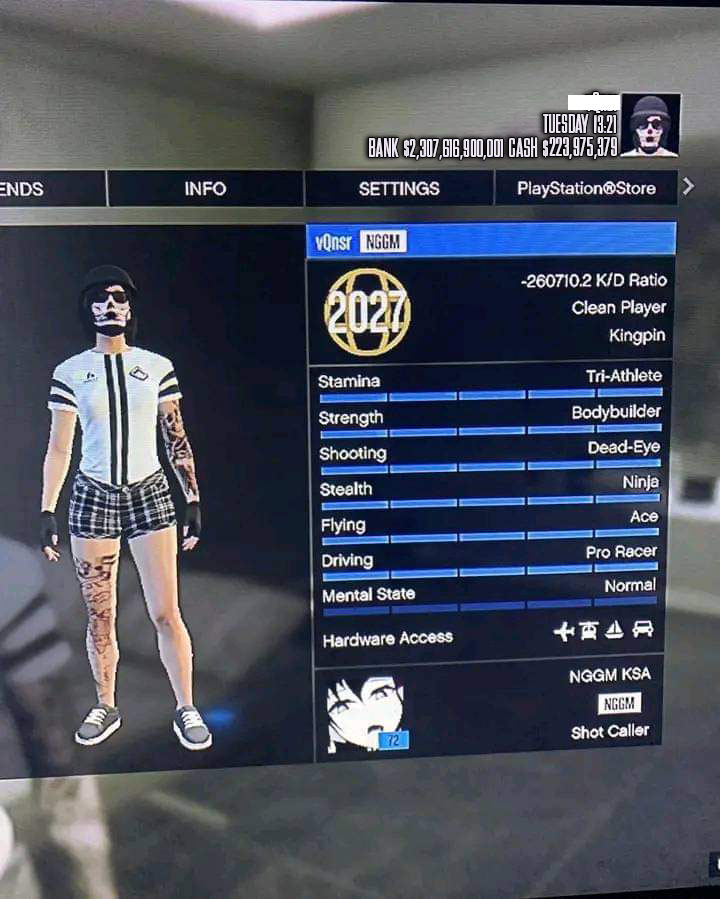 TUESDAY 13:21
BANK $2,307,616,900,001 CASH $223,975,379
ENDS
INFO
SETTINGS
PlayStation®Store
vQnsr NGGM
2027
-260710.2 K/D Ratio
Clean Player
Kingpin
Stamina Tri-Athlete
Strength Bodybuilder
Shooting Dead-Eye
Stealth Ninja
Flying Ace
Driving Pro Racer
Mental State Normal
Hardware Access
NGGM KSA
NGGM
Shot Caller
72